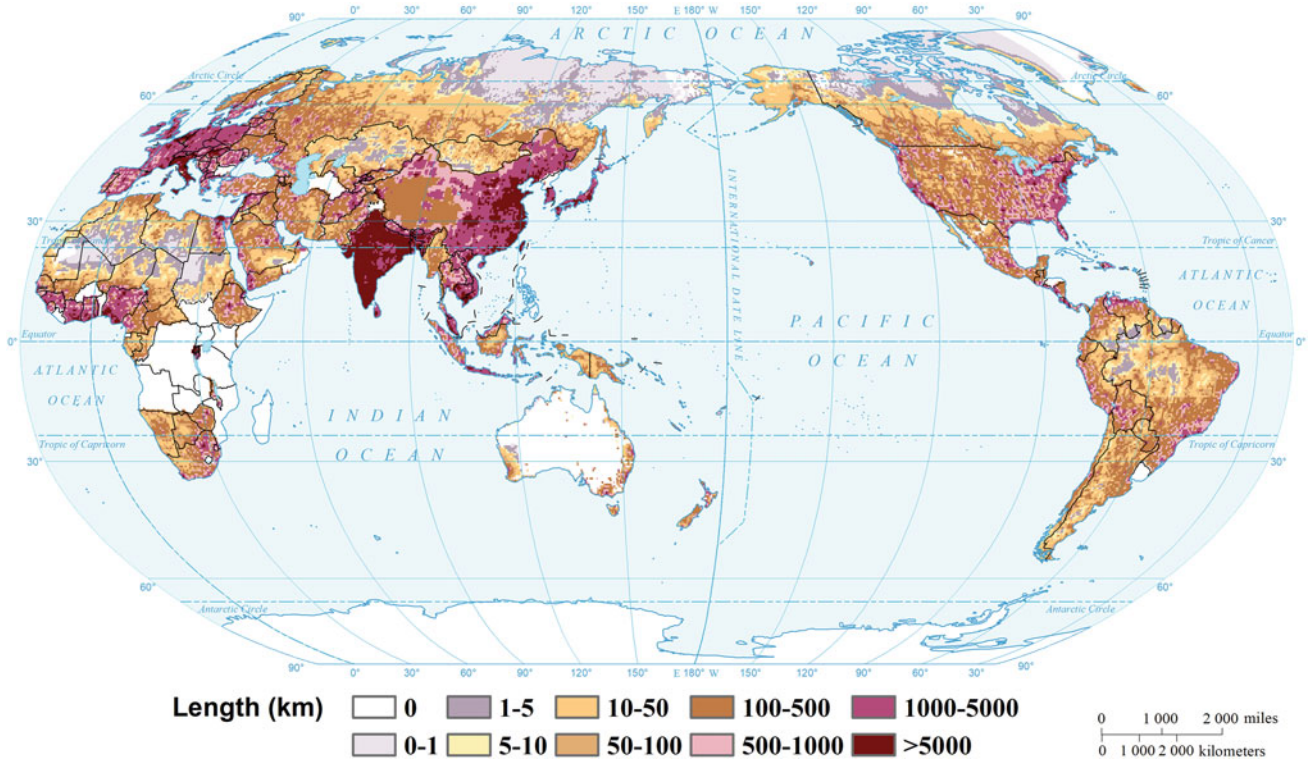 90° 30° 0° 30° 60° 90° 120° 150° E 180° W 150° 120° 90° 60° 30° 90°
ARCTIC OCEAN
Arctic Circle
Arctic Circle
60°
60°
INTERNATIONAL DATE LINE
30°
30°
Tropic of Cancer
ATLANTIC
OCEAN
PACIFIC
OCEAN
Equator
Equator
0°
0°
ATLANTIC
OCEAN
INDIAN
OCEAN
Tropic of Capricorn
Tropic of Capricorn
30°
30°
60°
60°
Antarctic Circle
Antarctic Circle
90° 30° 0° 30° 60° 90° 120° 150° E 180° W 150° 120° 90° 60° 30° 90°
Length (km)
0 1-5 10-50 100-500 1000-5000
0-1 5-10 50-100 500-1000 >5000
0 1 000 2 000 miles
0 1 000 2 000 kilometers